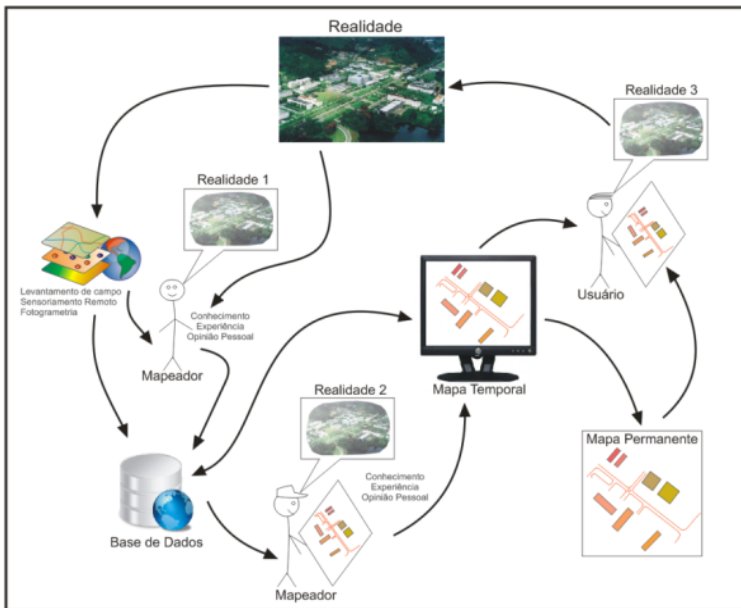 Realidade
Realidade 3
Realidade 1
Levantamento de campo
Sensoriamento Remoto
Fotogrametria
Conhecimento
Experiência
Opinião Pessoal
Mapeador
Usuário
Mapa Temporal
Realidade 2
Conhecimento
Experiência
Opinião Pessoal
Mapa Permanente
Base de Dados
Mapeador